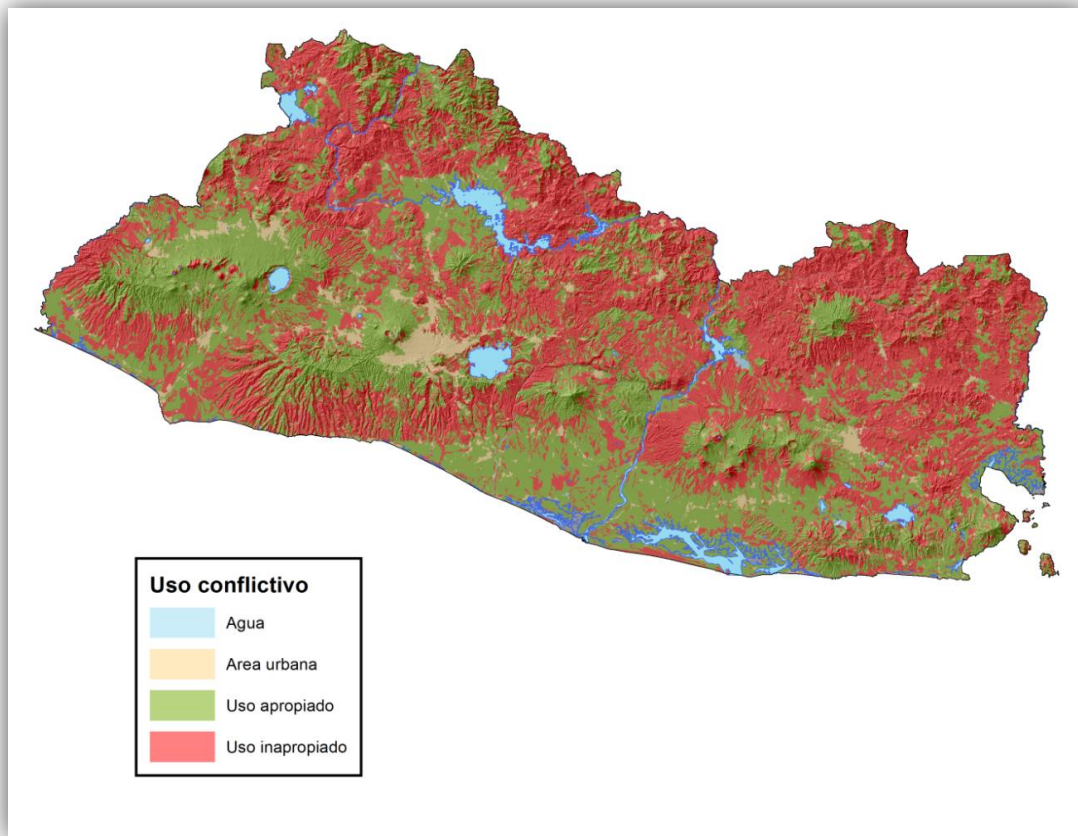 Uso conflictivo
Agua
Area urbana
Uso apropiado
Uso inapropiado